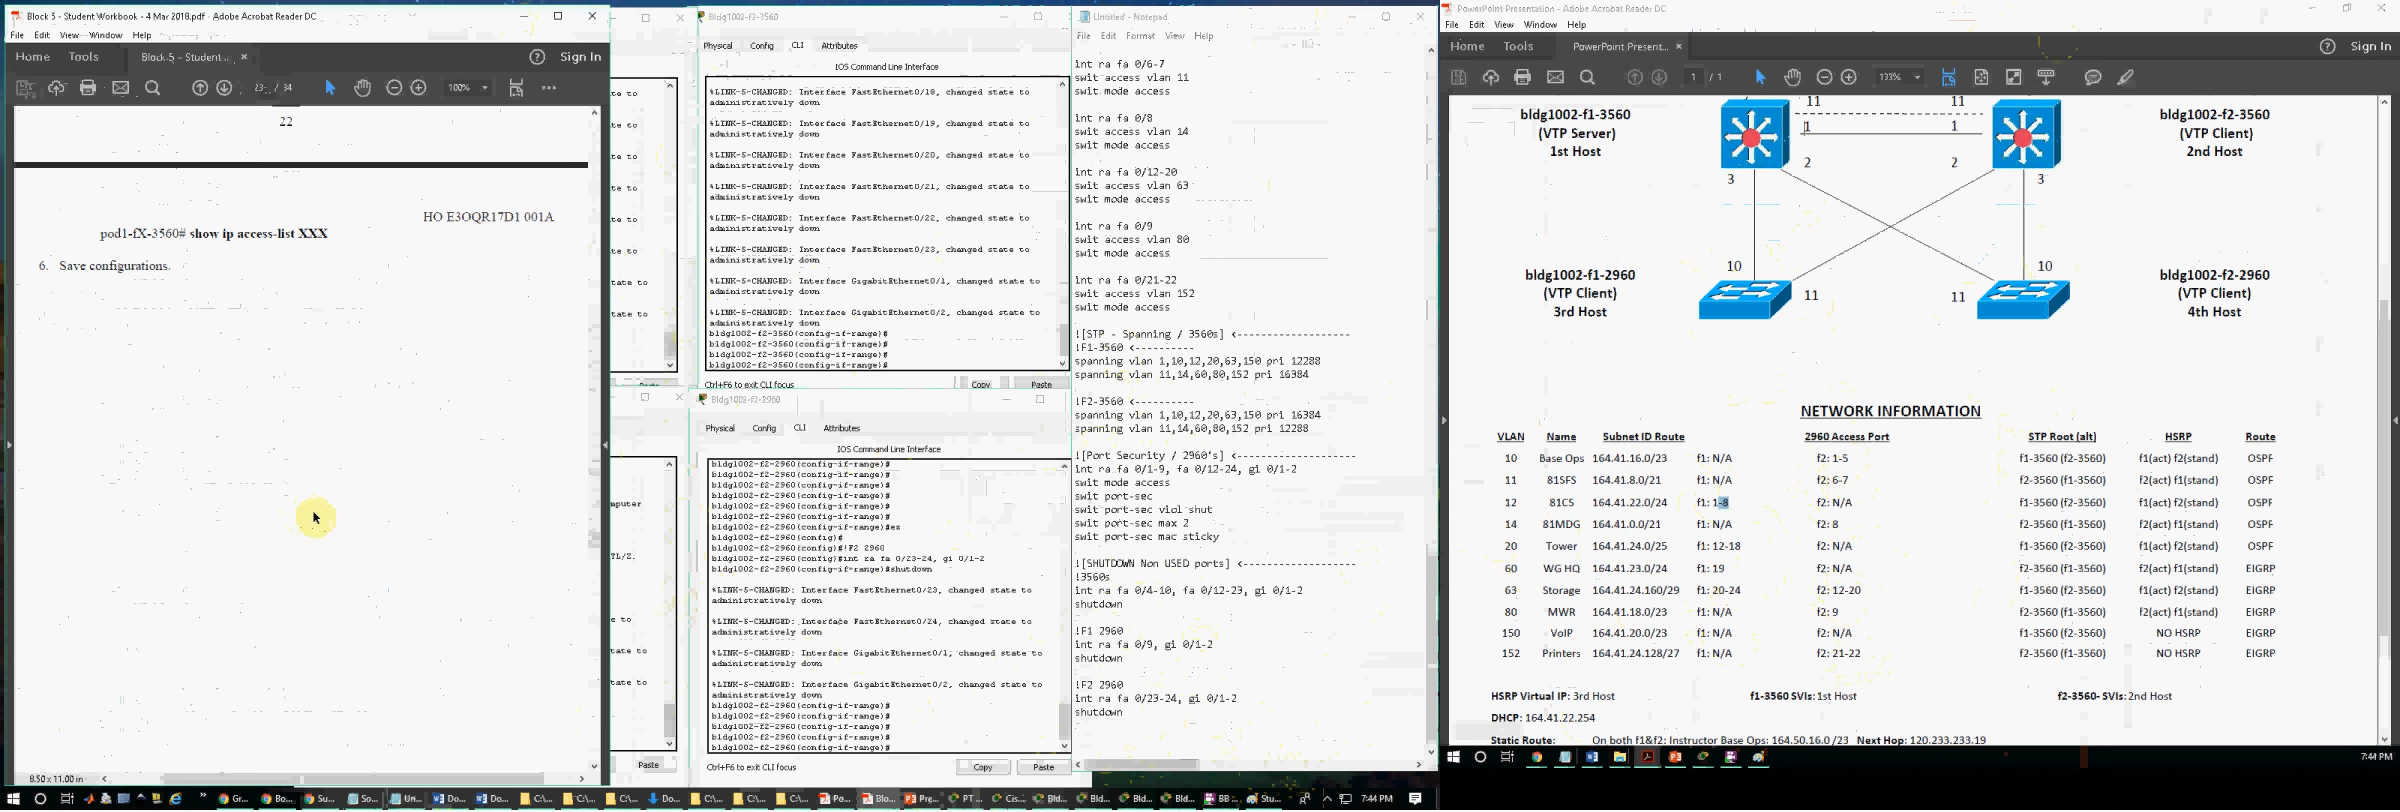 Block 5 - Student Workbook - 4 Mar 2018.pdf - Adobe Acrobat Reader DC
File Edit View Window Help
Home Tools Block 5 – Student ... × Sign In
23 / 34 100%
22
HO E3OQR17D1 001A
pod1-fX-3560# show ip access-list XXX
6. Save configurations.
8.50 x 11.00 in
Bldg1002-f2-3560
Physical Config CLI Attributes
IOS Command Line Interface
%LINK-5-CHANGED: Interface FastEthernet0/18, changed state to
administratively down
%LINK-5-CHANGED: Interface FastEthernet0/19, changed state to
administratively down
%LINK-5-CHANGED: Interface FastEthernet0/20, changed state to
administratively down
%LINK-5-CHANGED: Interface FastEthernet0/21, changed state to
administratively down
%LINK-5-CHANGED: Interface FastEthernet0/22, changed state to
administratively down
%LINK-5-CHANGED: Interface FastEthernet0/23, changed state to
administratively down
%LINK-5-CHANGED: Interface GigabitEthernet0/1, changed state to
administratively down
%LINK-5-CHANGED: Interface GigabitEthernet0/2, changed state to
administratively down
bldg1002-f2-3560(config-if-range)#
bldg1002-f2-3560(config-if-range)#
bldg1002-f2-3560(config-if-range)#
bldg1002-f2-3560(config-if-range)#
Ctrl+F6 to exit CLI focus Copy Paste
Bldg1002-f2-2960
Physical Config CLI Attributes
IOS Command Line Interface
bldg1002-f2-2960(config-if-range)#
bldg1002-f2-2960(config-if-range)#
bldg1002-f2-2960(config-if-range)#
bldg1002-f2-2960(config-if-range)#
bldg1002-f2-2960(config-if-range)#
bldg1002-f2-2960(config-if-range)#
bldg1002-f2-2960(config-if-range)#ex
bldg1002-f2-2960(config)#
bldg1002-f2-2960(config)#!F2 2960
bldg1002-f2-2960(config)#int ra fa 0/23-24, gi 0/1-2
bldg1002-f2-2960(config-if-range)#shutdown
%LINK-5-CHANGED: Interface FastEthernet0/23, changed state to
administratively down
%LINK-5-CHANGED: Interface FastEthernet0/24, changed state to
administratively down
%LINK-5-CHANGED: Interface GigabitEthernet0/1, changed state to
administratively down
%LINK-5-CHANGED: Interface GigabitEthernet0/2, changed state to
administratively down
bldg1002-f2-2960(config-if-range)#
bldg1002-f2-2960(config-if-range)#
bldg1002-f2-2960(config-if-range)#
bldg1002-f2-2960(config-if-range)#
bldg1002-f2-2960(config-if-range)#
Ctrl+F6 to exit CLI focus Copy Paste
Paste
Untitled - Notepad
File Edit Format View Help
int ra fa 0/6-7
swit access vlan 11
swit mode access
int ra fa 0/8
swit access vlan 14
swit mode access
int ra fa 0/12-20
swit access vlan 63
swit mode access
int ra fa 0/9
swit access vlan 80
swit mode access
int ra fa 0/21-22
swit access vlan 152
swit mode access
![STP - Spanning / 3560s] <--------------------
!F1-3560 <----------
spanning vlan 1,10,12,20,63,150 pri 12288
spanning vlan 11,14,60,80,152 pri 16384
!F2-3560 <----------
spanning vlan 1,10,12,20,63,150 pri 16384
spanning vlan 11,14,60,80,152 pri 12288
![Port Security / 2960's] <--------------------
int ra fa 0/1-9, fa 0/12-24, gi 0/1-2
swit mode access
swit port-sec
swit port-sec viol shut
swit port-sec max 2
swit port-sec mac sticky
![SHUTDOWN Non USED ports] <--------------------
!3560s
int ra fa 0/4-10, fa 0/12-23, gi 0/1-2
shutdown
!F1 2960
int ra fa 0/9, gi 0/1-2
shutdown
!F2 2960
int ra fa 0/23-24, gi 0/1-2
shutdown
PowerPoint Presentation - Adobe Acrobat Reader DC
File Edit View Window Help
Home Tools PowerPoint Present... × Sign In
1 / 1 133%
bldg1002-f1-3560
(VTP Server)
1st Host
11 11
1 1
2 2
3 3
bldg1002-f2-3560
(VTP Client)
2nd Host
bldg1002-f1-2960
(VTP Client)
3rd Host
10 10
11 11
bldg1002-f2-2960
(VTP Client)
4th Host
NETWORK INFORMATION
VLAN Name Subnet ID Route 2960 Access Port STP Root (alt) HSRP Route
10 Base Ops 164.41.16.0/23 f1: N/A f2: 1-5 f1-3560 (f2-3560) f1(act) f2(stand) OSPF
11 81SFS 164.41.8.0/21 f1: N/A f2: 6-7 f2-3560 (f1-3560) f2(act) f1(stand) OSPF
12 81CS 164.41.22.0/24 f1: 1-8 f2: N/A f1-3560 (f2-3560) f1(act) f2(stand) OSPF
14 81MDG 164.41.0.0/21 f1: N/A f2: 8 f2-3560 (f1-3560) f2(act) f1(stand) OSPF
20 Tower 164.41.24.0/25 f1: 12-18 f2: N/A f1-3560 (f2-3560) f1(act) f2(stand) OSPF
60 WG HQ 164.41.23.0/24 f1: 19 f2: N/A f2-3560 (f1-3560) f2(act) f1(stand) EIGRP
63 Storage 164.41.24.160/29 f1: 20-24 f2: 12-20 f1-3560 (f2-3560) f1(act) f2(stand) EIGRP
80 MWR 164.41.18.0/23 f1: N/A f2: 9 f2-3560 (f1-3560) f2(act) f1(stand) EIGRP
150 VoIP 164.41.20.0/23 f1: N/A f2: N/A f1-3560 (f2-3560) NO HSRP EIGRP
152 Printers 164.41.24.128/27 f1: N/A f2: 21-22 f2-3560 (f1-3560) NO HSRP EIGRP
HSRP Virtual IP: 3rd Host f1-3560 SVIs: 1st Host f2-3560- SVIs: 2nd Host
DHCP: 164.41.22.254
Static Route: On both f1&f2: Instructor Base Ops: 164.50.16.0 /23 Next Hop: 120.233.233.19
7:44 PM
7:44 PM